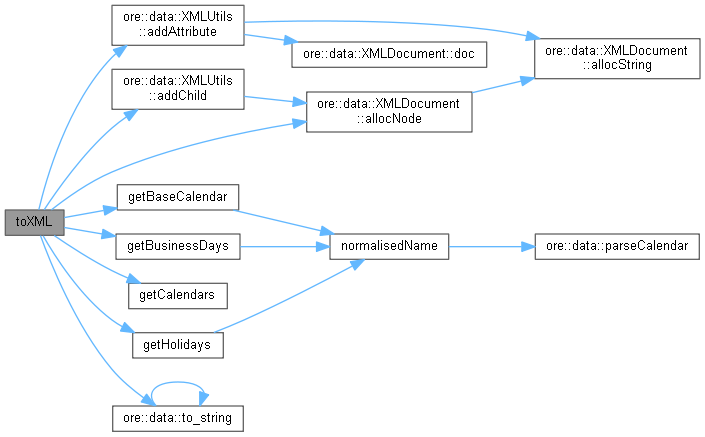 ore::data::XMLUtils
::addAttribute
ore::data::XMLDocument::doc
ore::data::XMLDocument
::allocString
ore::data::XMLUtils
::addChild
ore::data::XMLDocument
::allocNode
toXML
getBaseCalendar
getBusinessDays
normalisedName
ore::data::parseCalendar
getCalendars
getHolidays
ore::data::to_string